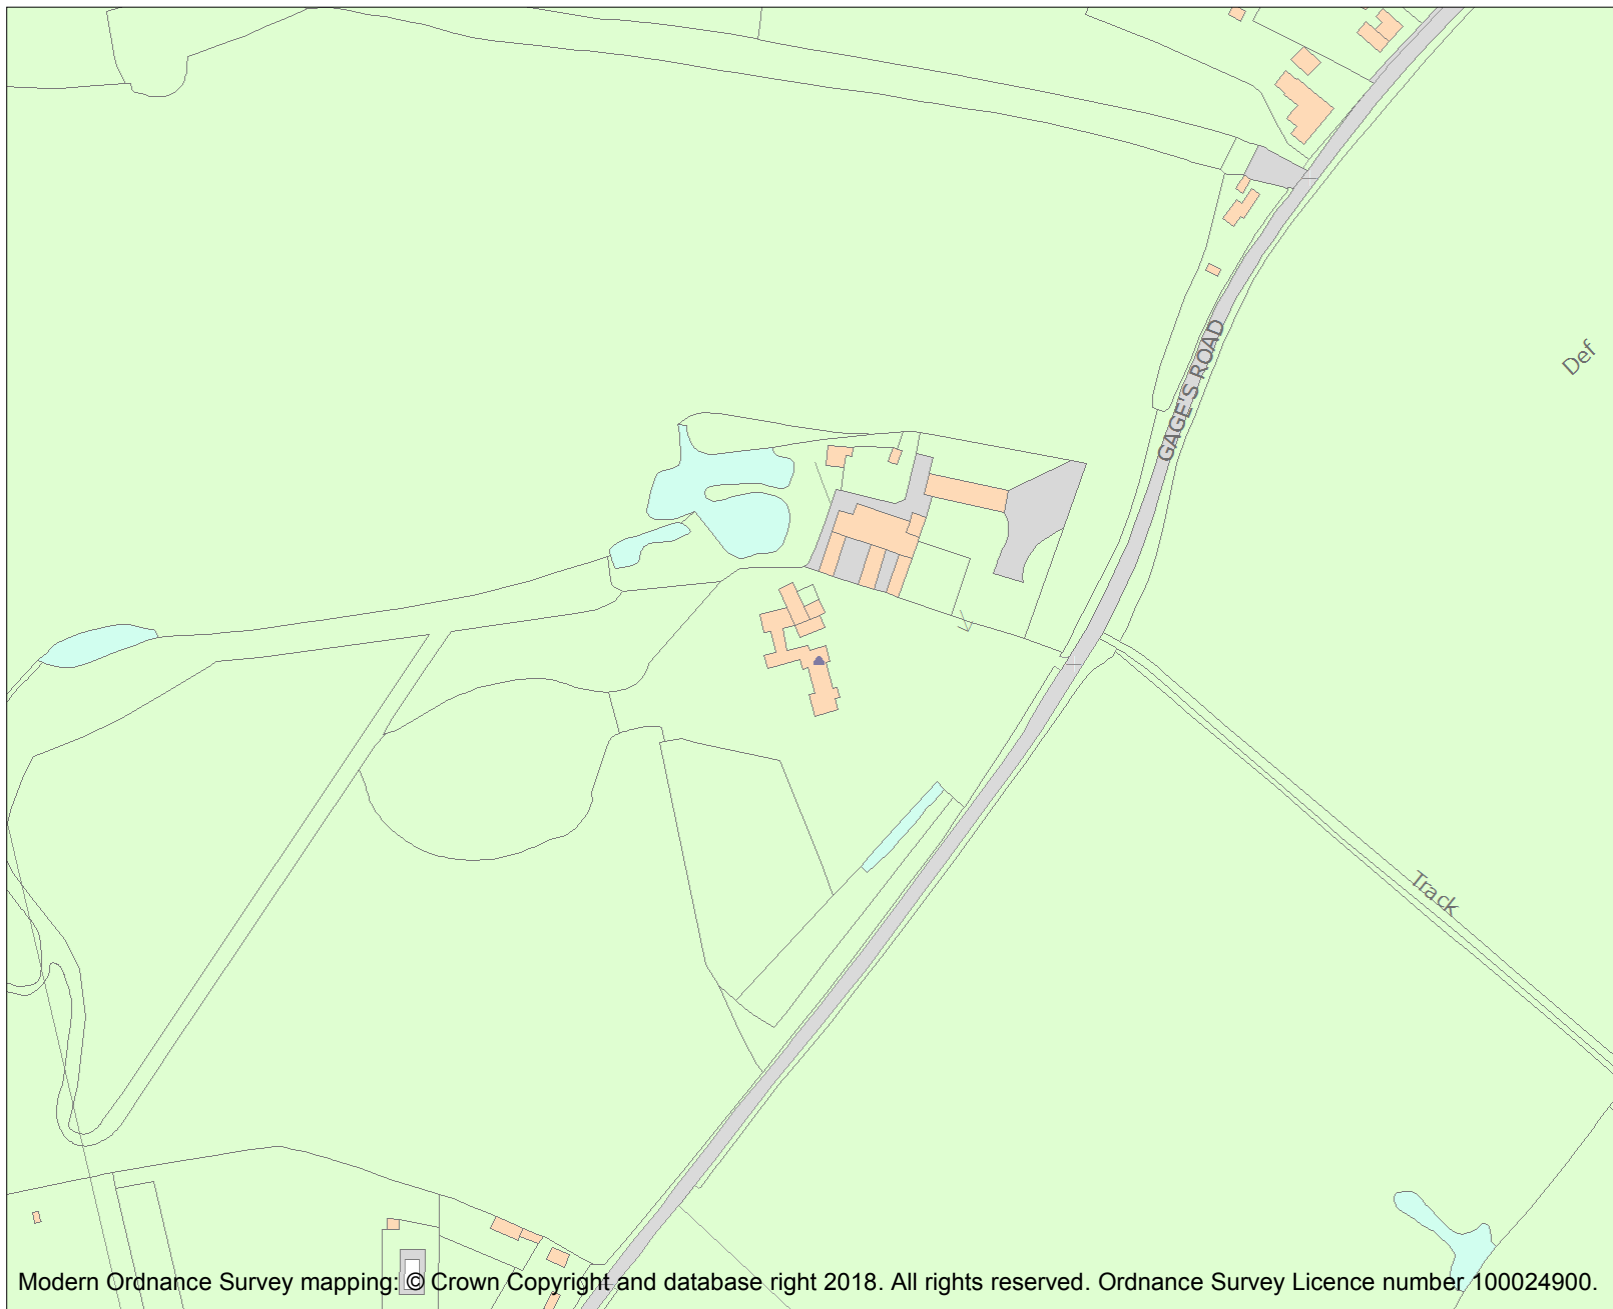 GAGE'S ROAD
Def
Track
Modern Ordnance Survey mapping: © Crown Copyright and database right 2018. All rights reserved. Ordnance Survey Licence number 100024900.